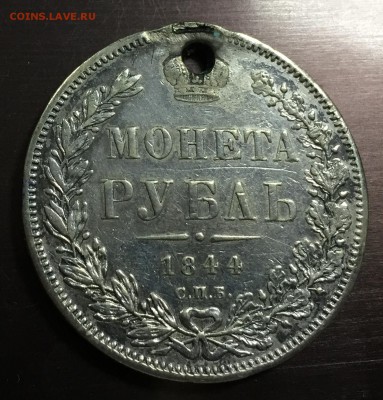 COINS.LAVE.RU
МОНЕТА
РУБЛЬ
1844
С.П.Б.